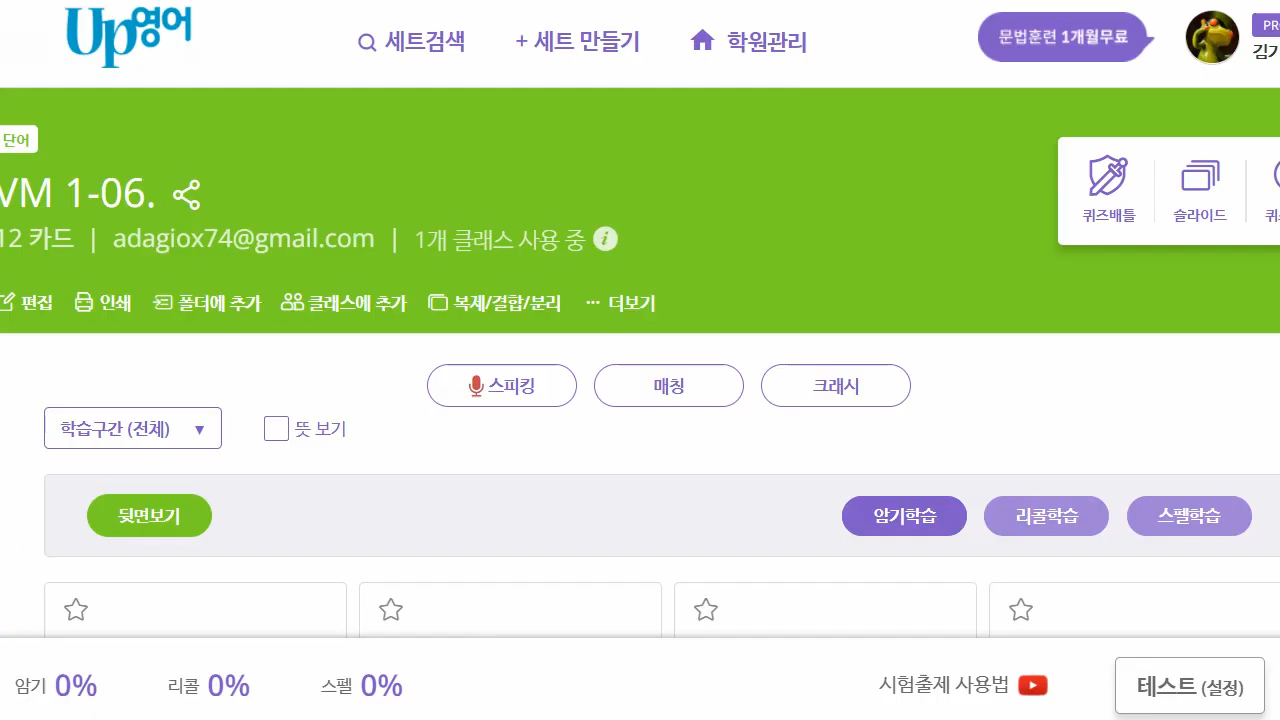 Up영어
세트검색
+ 세트 만들기
학원관리
문법훈련 1개월무료
PR
김기
단어
VM 1-06.
12 카드 | adagiox74@gmail.com | 1개 클래스 사용 중
편집 인쇄 폴더에 추가 클래스에 추가 복제/결합/분리 ··· 더보기
퀴즈배틀
슬라이드
퀴
스피킹
매칭
크래시
학습구간 (전체) ▼
뜻 보기
뒷면보기
암기학습
리콜학습
스펠학습
암기 0%
리콜 0%
스펠 0%
시험출제 사용법
테스트 (설정)